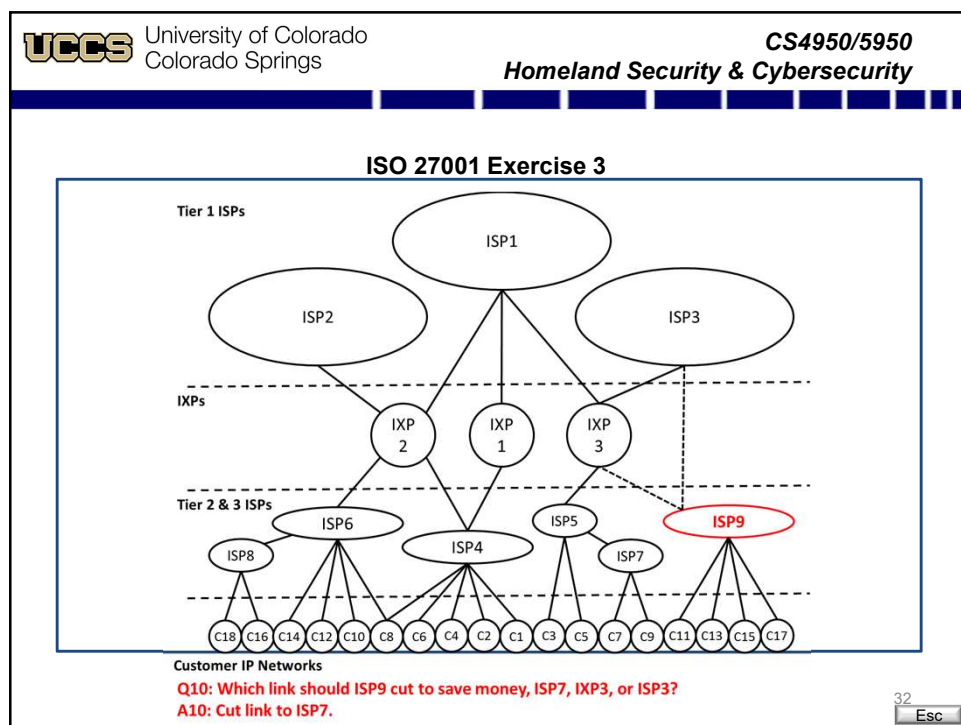 UCCS University of Colorado
Colorado Springs
CS4950/5950
Homeland Security & Cybersecurity
ISO 27001 Exercise 3
Tier 1 ISPs
ISP1
ISP2
ISP3
IXPs
IXP
2
IXP
1
IXP
3
Tier 2 & 3 ISPs
ISP6
ISP5
ISP9
ISP8
ISP4
ISP7
C18
C16
C14
C12
C10
C8
C6
C4
C2
C1
C3
C5
C7
C9
C11
C13
C15
C17
Customer IP Networks
Q10: Which link should ISP9 cut to save money, ISP7, IXP3, or ISP3?
A10: Cut link to ISP7.
32
Esc